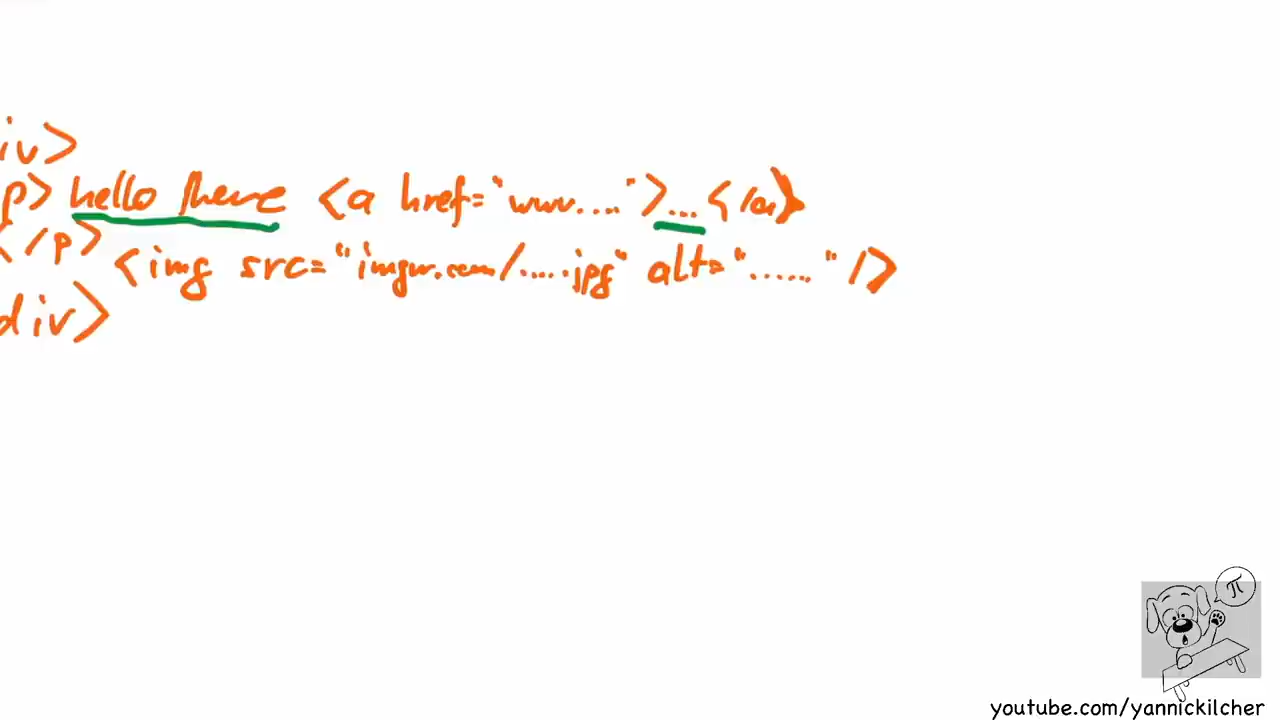 iv>
p> hello there <a href="www....">...</a>
</p>
<img src="imgur.com/.....jpg" alt="......" />
div>
π
youtube.com/yannickilcher